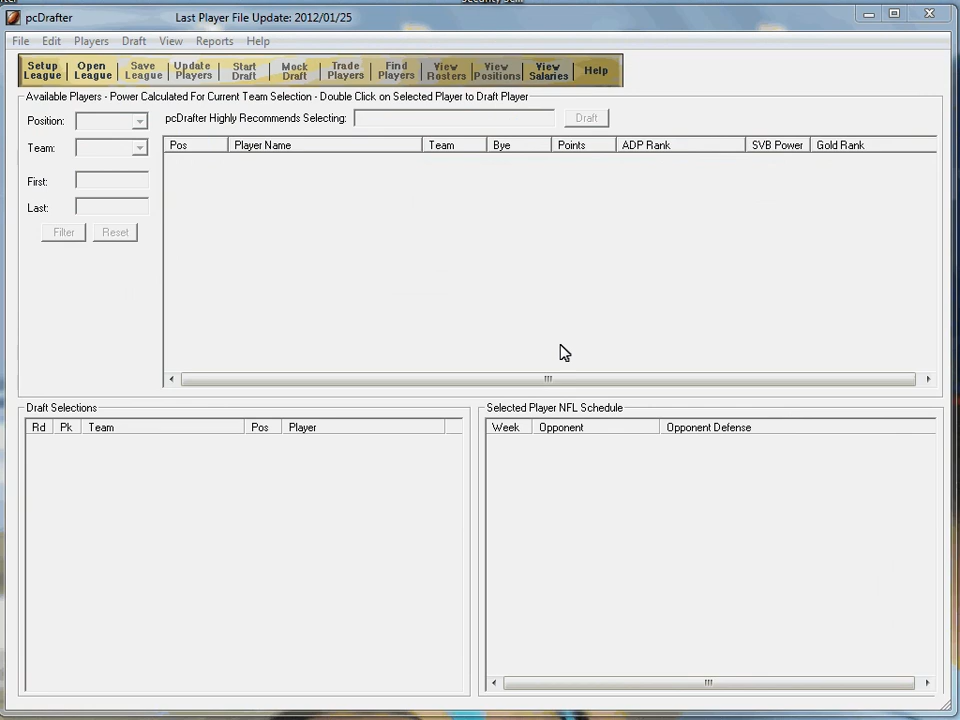 pcDrafter Last Player File Update: 2012/01/25
File Edit Players Draft View Reports Help
Setup League Open League Save League Update Players Start Draft Mock Draft Trade Players Find Players View Rosters View Positions View Salaries Help
Available Players - Power Calculated For Current Team Selection - Double Click on Selected Player to Draft Player
Position: pcDrafter Highly Recommends Selecting: Draft
Team: Pos Player Name Team Bye Points ADP Rank SVB Power Gold Rank
First:
Last:
Filter Reset
Draft Selections
Rd Pk Team Pos Player
Selected Player NFL Schedule
Week Opponent Opponent Defense